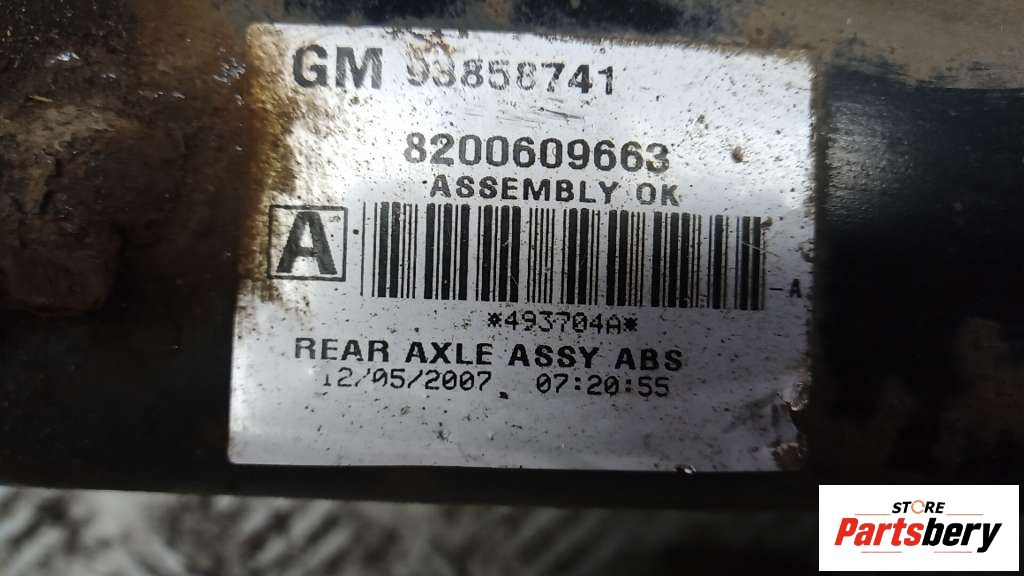 GM 93858741
8200609663
ASSEMBLY OK
A
-A
*493704A*
REAR AXLE ASSY ABS
12/05/2007 07:20:55
STORE
Partsbery